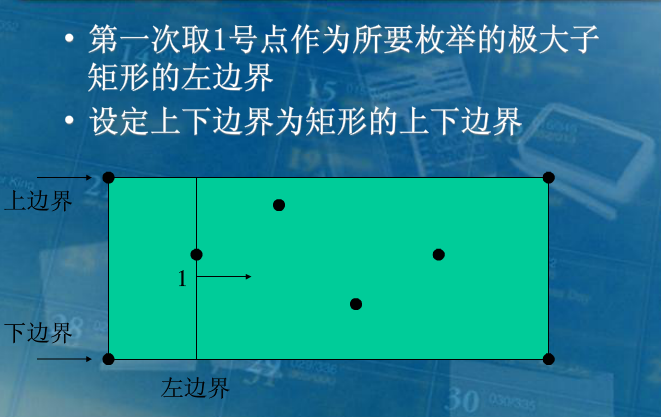 • 第一次取1号点作为所要枚举的极大子
矩形的左边界
• 设定上下边界为矩形的上下边界
上边界
1
下边界
左边界